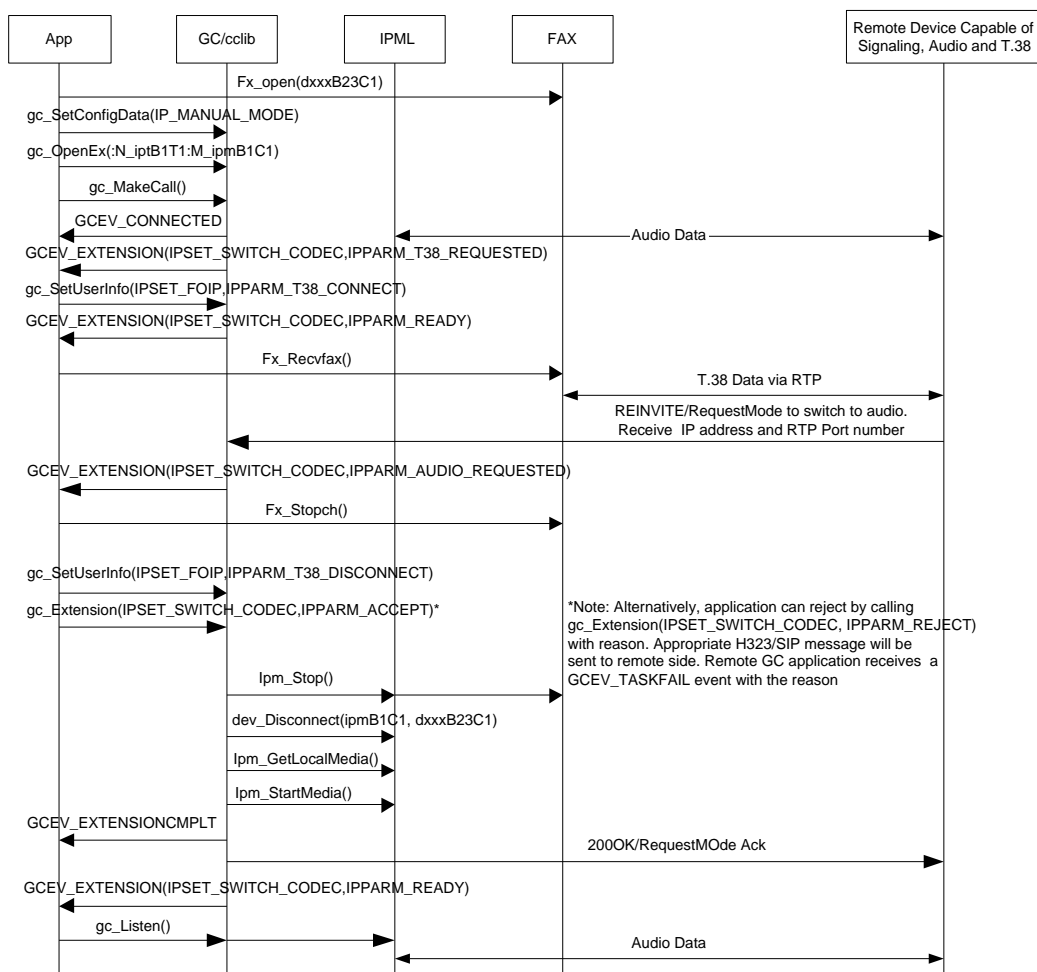 App
GC/cclib
IPML
FAX
Remote Device Capable of
Signaling, Audio and T.38
Fx_open(dxxxB23C1)
gc_SetConfigData(IP_MANUAL_MODE)
gc_OpenEx(:N_iptB1T1:M_ipmB1C1)
gc_MakeCall()
GCEV_CONNECTED
Audio Data
GCEV_EXTENSION(IPSET_SWITCH_CODEC,IPPARM_T38_REQUESTED)
gc_SetUserInfo(IPSET_FOIP,IPPARM_T38_CONNECT)
GCEV_EXTENSION(IPSET_SWITCH_CODEC,IPPARM_READY)
Fx_Recvfax()
T.38 Data via RTP
REINVITE/RequestMode to switch to audio.
Receive IP address and RTP Port number
GCEV_EXTENSION(IPSET_SWITCH_CODEC,IPPARM_AUDIO_REQUESTED)
Fx_Stopch()
gc_SetUserInfo(IPSET_FOIP,IPPARM_T38_DISCONNECT)
gc_Extension(IPSET_SWITCH_CODEC,IPPARM_ACCEPT)*
*Note: Alternatively, application can reject by calling
gc_Extension(IPSET_SWITCH_CODEC, IPPARM_REJECT)
with reason. Appropriate H323/SIP message will be
sent to remote side. Remote GC application receives a
GCEV_TASKFAIL event with the reason
Ipm_Stop()
dev_Disconnect(ipmB1C1, dxxxB23C1)
Ipm_GetLocalMedia()
Ipm_StartMedia()
GCEV_EXTENSIONCMPLT
200OK/RequestMOde Ack
GCEV_EXTENSION(IPSET_SWITCH_CODEC,IPPARM_READY)
gc_Listen()
Audio Data